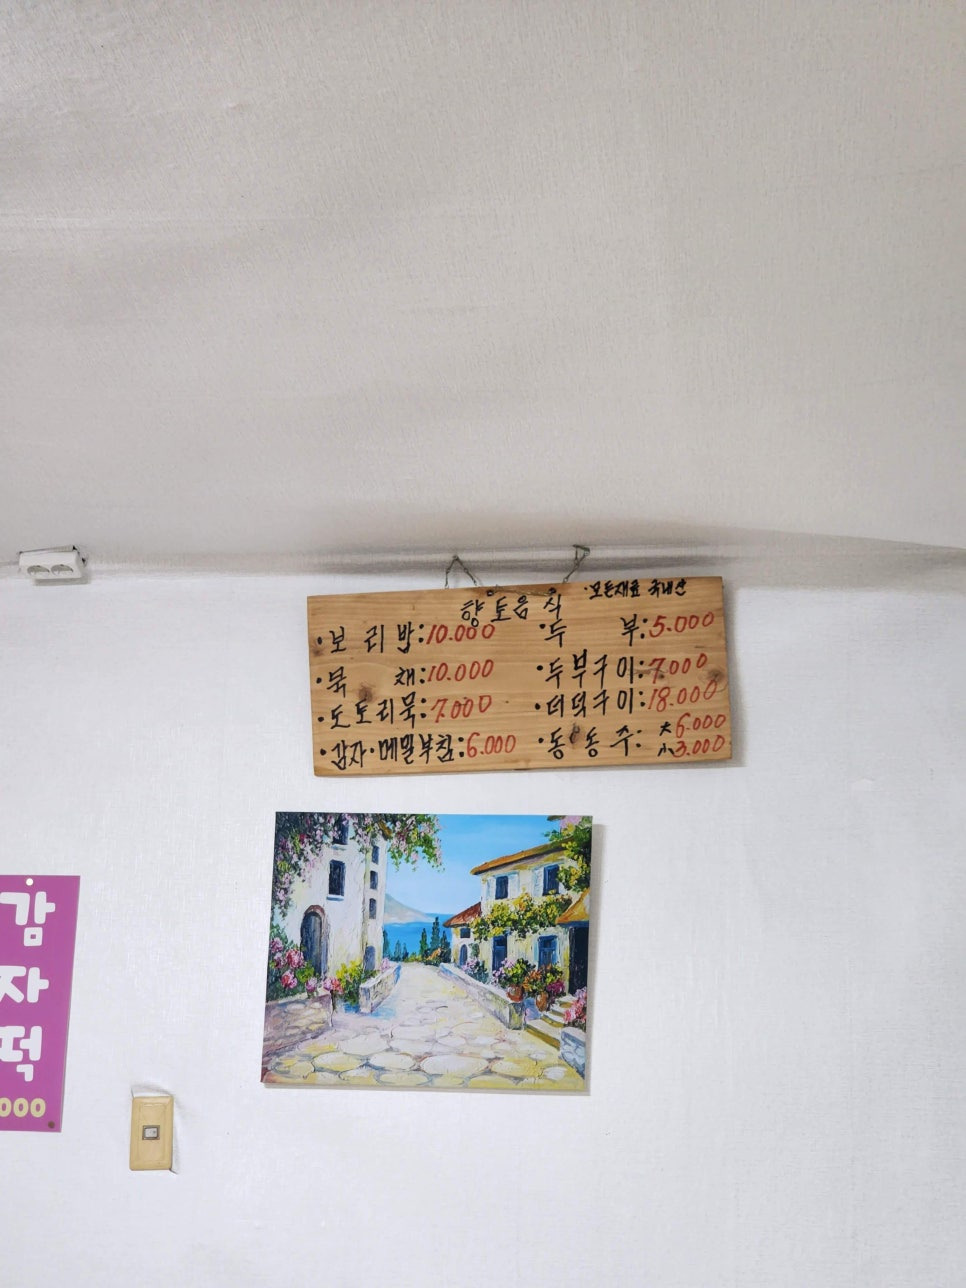 향토음식 ·모든재료 국내산
·보리밥:10.000 ·두 부:5.000
·묵 채:10.000 ·두부구이:7.000
·도토리묵:7.000 ·더덕구이:18.000
·감자·메밀부침:6.000 ·동동주: 大6.000
小3.000
감
자
떡
000